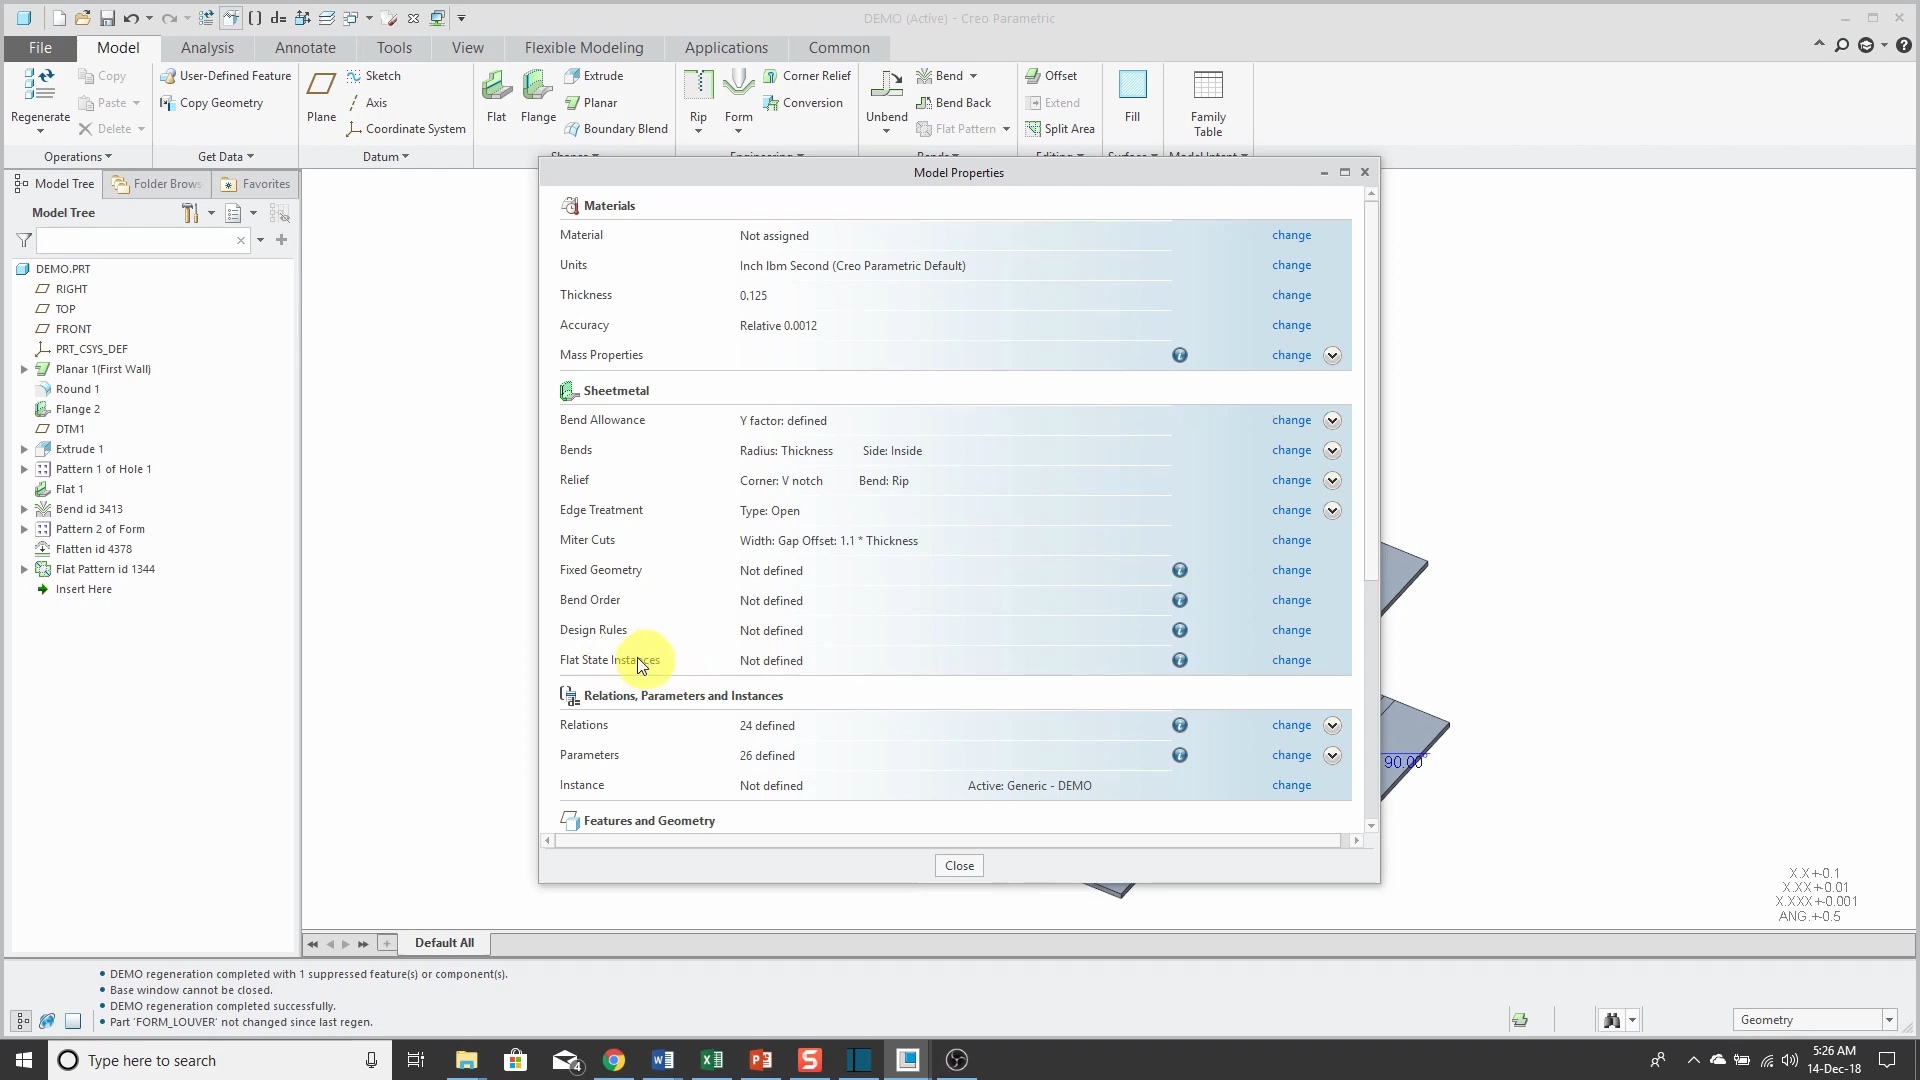 DEMO (Active) - Creo Parametric
File Model Analysis Annotate Tools View Flexible Modeling Applications Common
Regenerate
Copy
Paste
Delete
User-Defined Feature
Copy Geometry
Plane
Sketch
Axis
Coordinate System
Flat
Flange
Extrude
Planar
Boundary Blend
Rip
Form
Corner Relief
Conversion
Unbend
Bend
Bend Back
Flat Pattern
Offset
Extend
Split Area
Fill
Family
Table
Operations Get Data Datum
Model Tree Folder Brows Favorites
Model Tree
DEMO.PRT
RIGHT
TOP
FRONT
PRT_CSYS_DEF
Planar 1(First Wall)
Round 1
Flange 2
DTM1
Extrude 1
Pattern 1 of Hole 1
Flat 1
Bend id 3413
Pattern 2 of Form
Flatten id 4378
Flat Pattern id 1344
Insert Here
Model Properties
Materials
Material Not assigned change
Units Inch lbm Second (Creo Parametric Default) change
Thickness 0.125 change
Accuracy Relative 0.0012 change
Mass Properties change
Sheetmetal
Bend Allowance Y factor: defined change
Bends Radius: Thickness Side: Inside change
Relief Corner: V notch Bend: Rip change
Edge Treatment Type: Open change
Miter Cuts Width: Gap Offset: 1.1 * Thickness change
Fixed Geometry Not defined change
Bend Order Not defined change
Design Rules Not defined change
Flat State Instances Not defined change
Relations, Parameters and Instances
Relations 24 defined change
Parameters 26 defined change
Instance Not defined Active: Generic - DEMO change
Features and Geometry
Close
90.00°
X.X+-0.1
X.XX+-0.01
X.XXX+-0.001
ANG.+-0.5
Default All
• DEMO regeneration completed with 1 suppressed feature(s) or component(s).
• Base window cannot be closed.
• DEMO regeneration completed successfully.
• Part 'FORM_LOUVER' not changed since last regen.
Geometry
Type here to search
4
5:26 AM
14-Dec-18